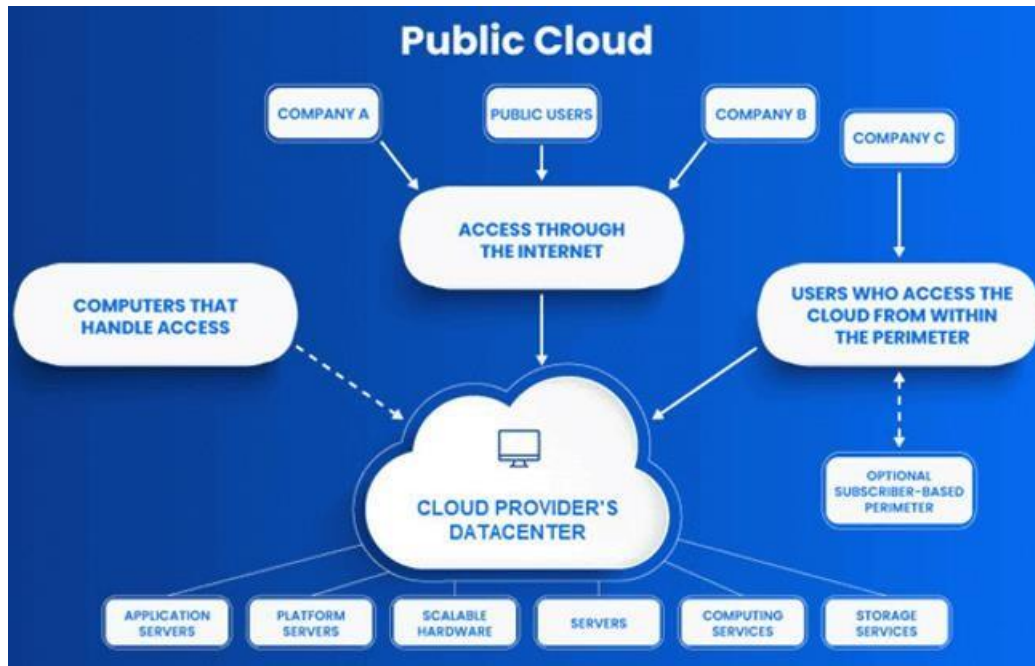 Public Cloud
COMPANY A
PUBLIC USERS
COMPANY B
COMPANY C
ACCESS THROUGH
THE INTERNET
COMPUTERS THAT
HANDLE ACCESS
USERS WHO ACCESS THE
CLOUD FROM WITHIN
THE PERIMETER
CLOUD PROVIDER'S
DATACENTER
OPTIONAL
SUBSCRIBER-BASED
PERIMETER
APPLICATION
SERVERS
PLATFORM
SERVERS
SCALABLE
HARDWARE
SERVERS
COMPUTING
SERVICES
STORAGE
SERVICES